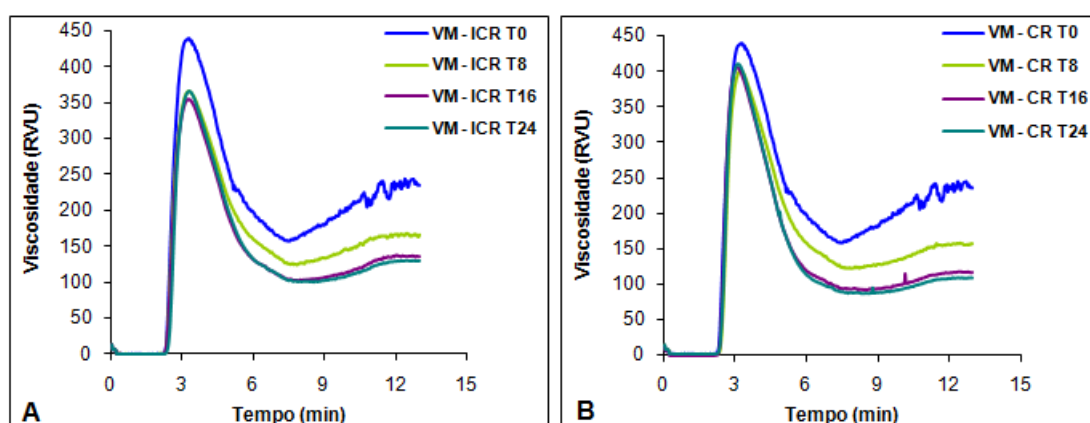 450
400
350
300
250
200
150
100
50
0
Viscosidade (RVU)
0 3 6 9 12 15
Tempo (min)
VM - ICR T0
VM - ICR T8
VM - ICR T16
VM - ICR T24
A
450
400
350
300
250
200
150
100
50
0
Viscosidade (RVU)
0 3 6 9 12 15
Tempo (min)
VM - CR T0
VM - CR T8
VM - CR T16
VM - CR T24
B